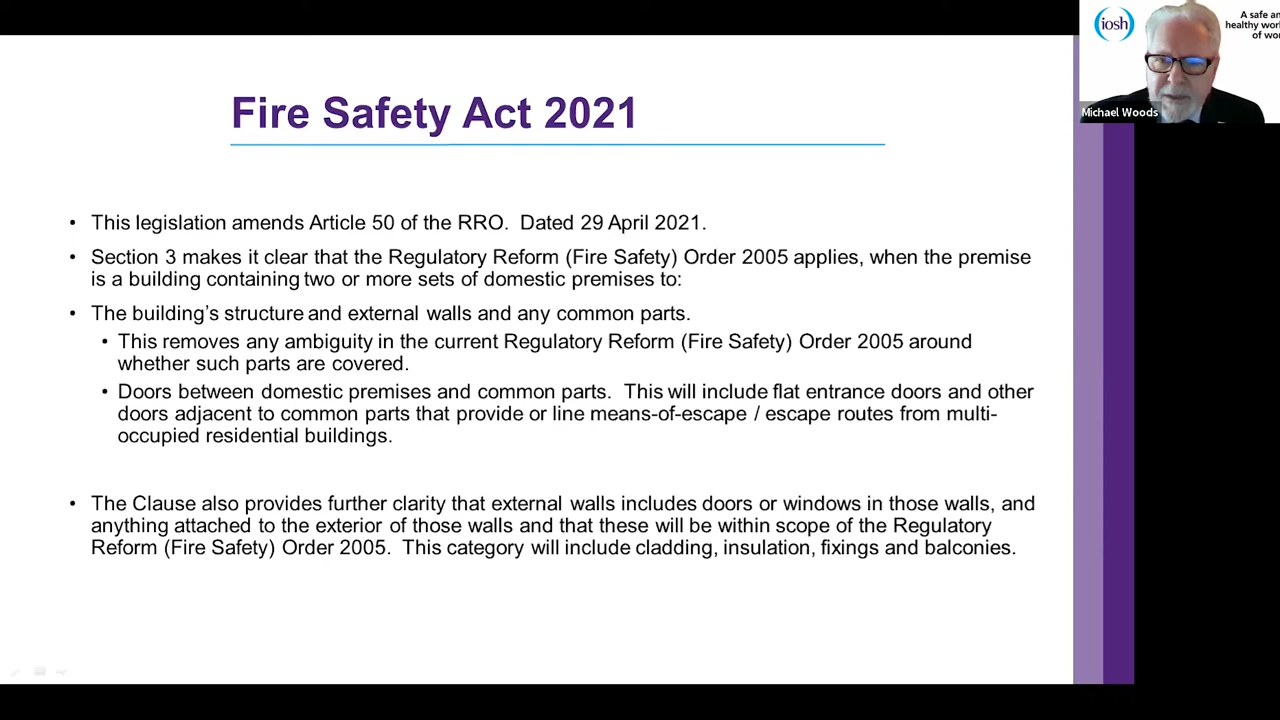 iosh
A safe an
healthy work
of wor
Michael Woods
Fire Safety Act 2021
• This legislation amends Article 50 of the RRO. Dated 29 April 2021.
• Section 3 makes it clear that the Regulatory Reform (Fire Safety) Order 2005 applies, when the premise
is a building containing two or more sets of domestic premises to:
• The building’s structure and external walls and any common parts.
• This removes any ambiguity in the current Regulatory Reform (Fire Safety) Order 2005 around
whether such parts are covered.
• Doors between domestic premises and common parts. This will include flat entrance doors and other
doors adjacent to common parts that provide or line means-of-escape / escape routes from multi-
occupied residential buildings.
• The Clause also provides further clarity that external walls includes doors or windows in those walls, and
anything attached to the exterior of those walls and that these will be within scope of the Regulatory
Reform (Fire Safety) Order 2005. This category will include cladding, insulation, fixings and balconies.